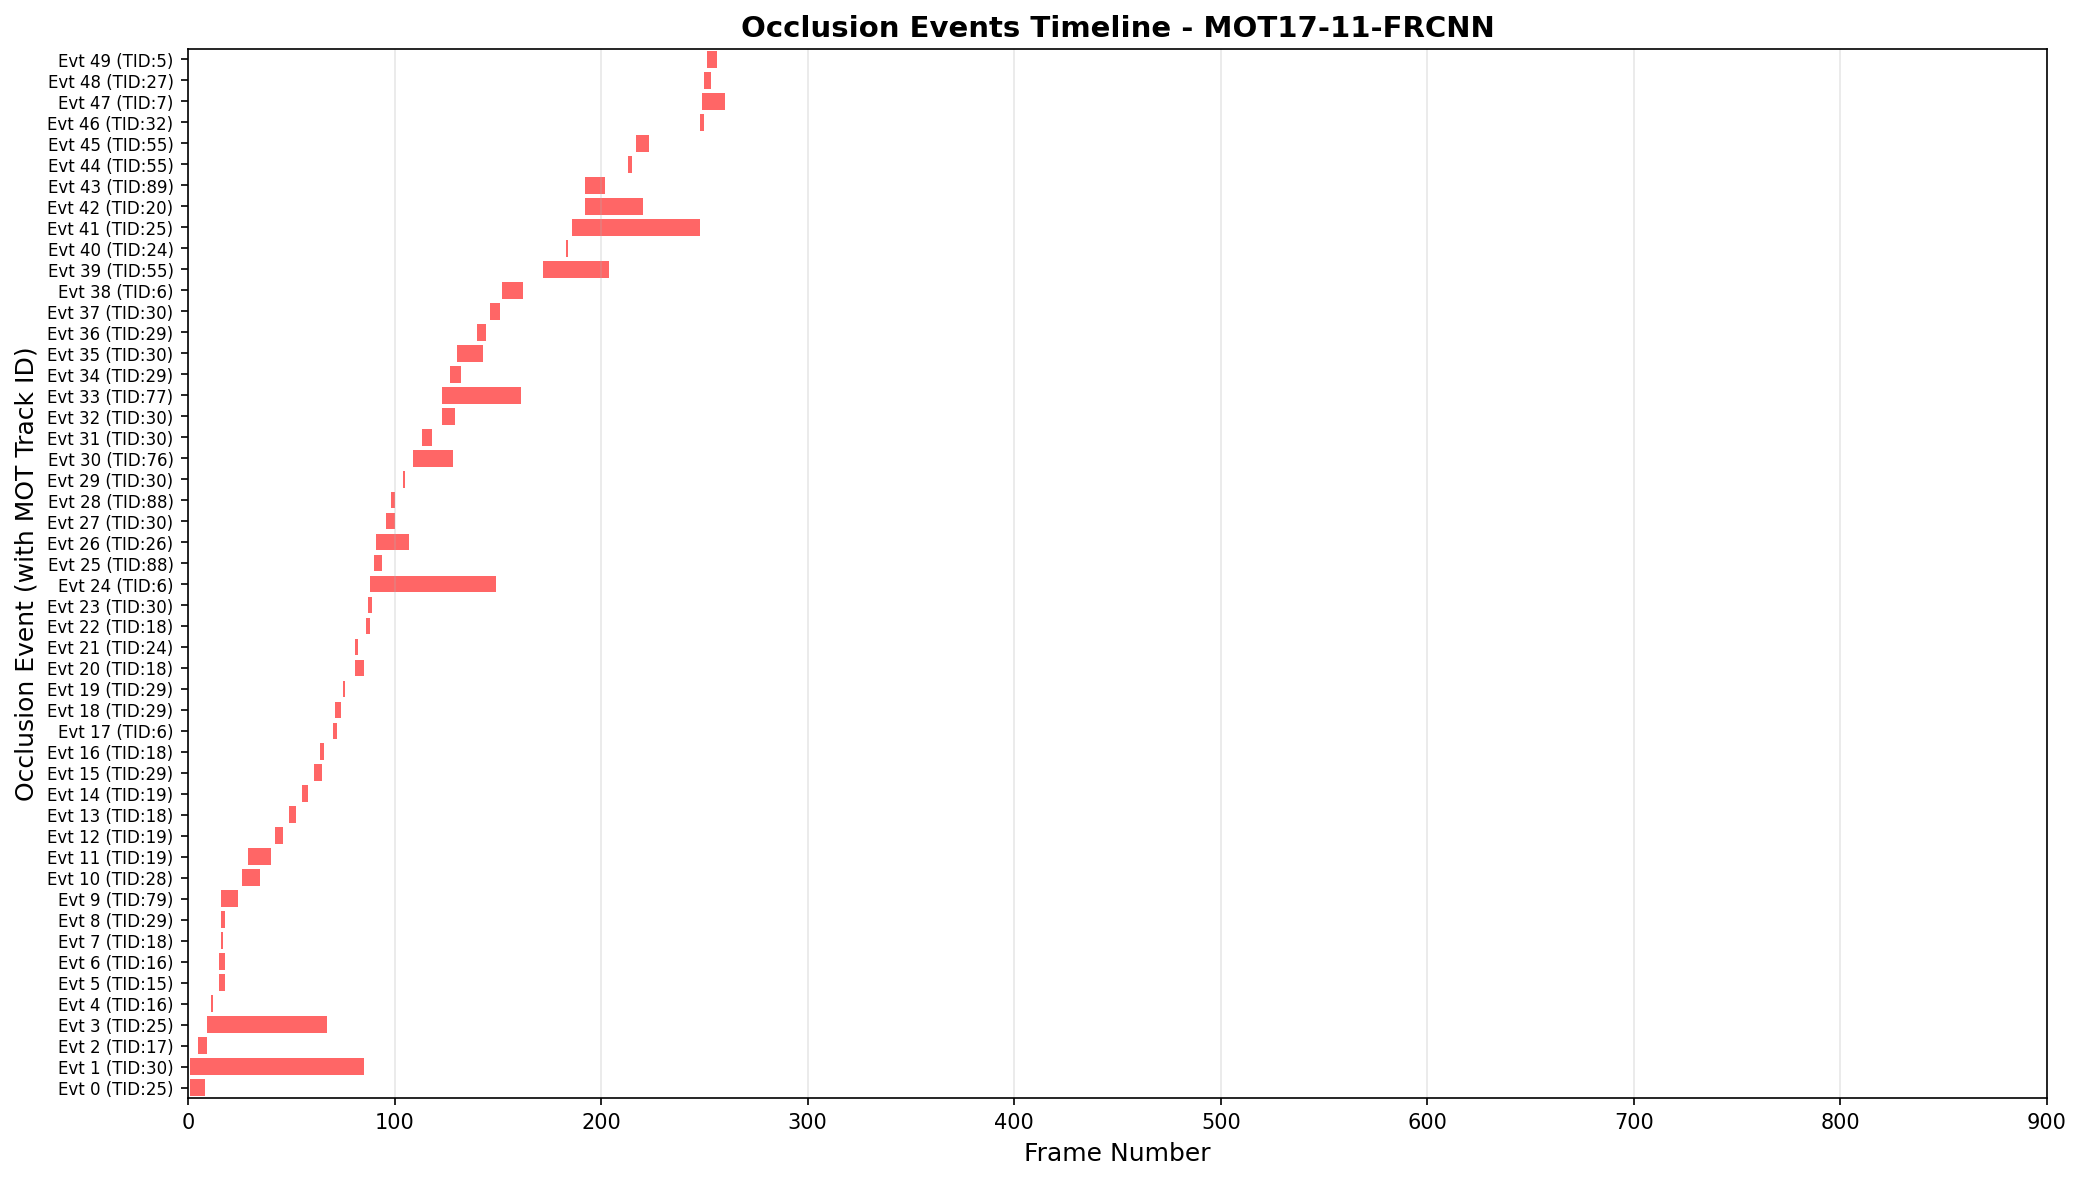 Occlusion Events Timeline - MOT17-11-FRCNN
Occlusion Event (with MOT Track ID)
Evt 49 (TID:5)
Evt 48 (TID:27)
Evt 47 (TID:7)
Evt 46 (TID:32)
Evt 45 (TID:55)
Evt 44 (TID:55)
Evt 43 (TID:89)
Evt 42 (TID:20)
Evt 41 (TID:25)
Evt 40 (TID:24)
Evt 39 (TID:55)
Evt 38 (TID:6)
Evt 37 (TID:30)
Evt 36 (TID:29)
Evt 35 (TID:30)
Evt 34 (TID:29)
Evt 33 (TID:77)
Evt 32 (TID:30)
Evt 31 (TID:30)
Evt 30 (TID:76)
Evt 29 (TID:30)
Evt 28 (TID:88)
Evt 27 (TID:30)
Evt 26 (TID:26)
Evt 25 (TID:88)
Evt 24 (TID:6)
Evt 23 (TID:30)
Evt 22 (TID:18)
Evt 21 (TID:24)
Evt 20 (TID:18)
Evt 19 (TID:29)
Evt 18 (TID:29)
Evt 17 (TID:6)
Evt 16 (TID:18)
Evt 15 (TID:29)
Evt 14 (TID:19)
Evt 13 (TID:18)
Evt 12 (TID:19)
Evt 11 (TID:19)
Evt 10 (TID:28)
Evt 9 (TID:79)
Evt 8 (TID:29)
Evt 7 (TID:18)
Evt 6 (TID:16)
Evt 5 (TID:15)
Evt 4 (TID:16)
Evt 3 (TID:25)
Evt 2 (TID:17)
Evt 1 (TID:30)
Evt 0 (TID:25)
0 100 200 300 400 500 600 700 800 900
Frame Number